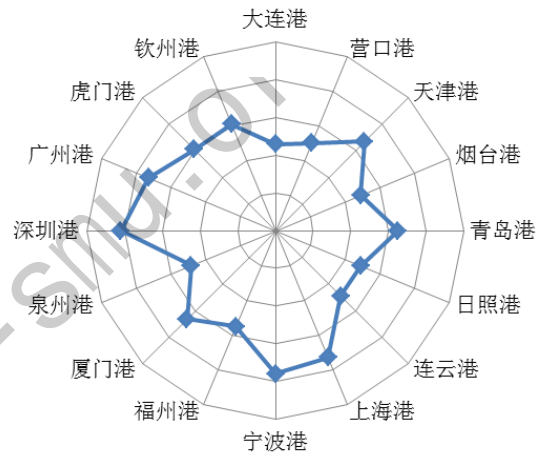 大连港
营口港
天津港
烟台港
青岛港
日照港
连云港
上海港
宁波港
福州港
厦门港
泉州港
深圳港
广州港
虎门港
钦州港